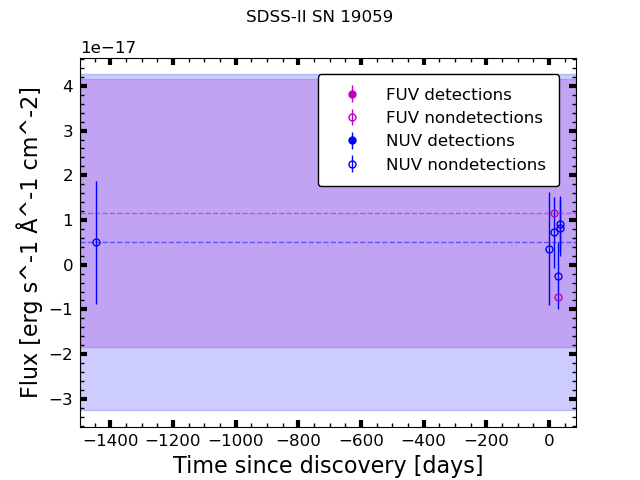 SDSS-II SN 19059
1e−17
4
3
2
1
0
−1
−2
−3
Flux [erg s^-1 Å^-1 cm^-2]
FUV detections
FUV nondetections
NUV detections
NUV nondetections
−1400 −1200 −1000 −800 −600 −400 −200 0
Time since discovery [days]